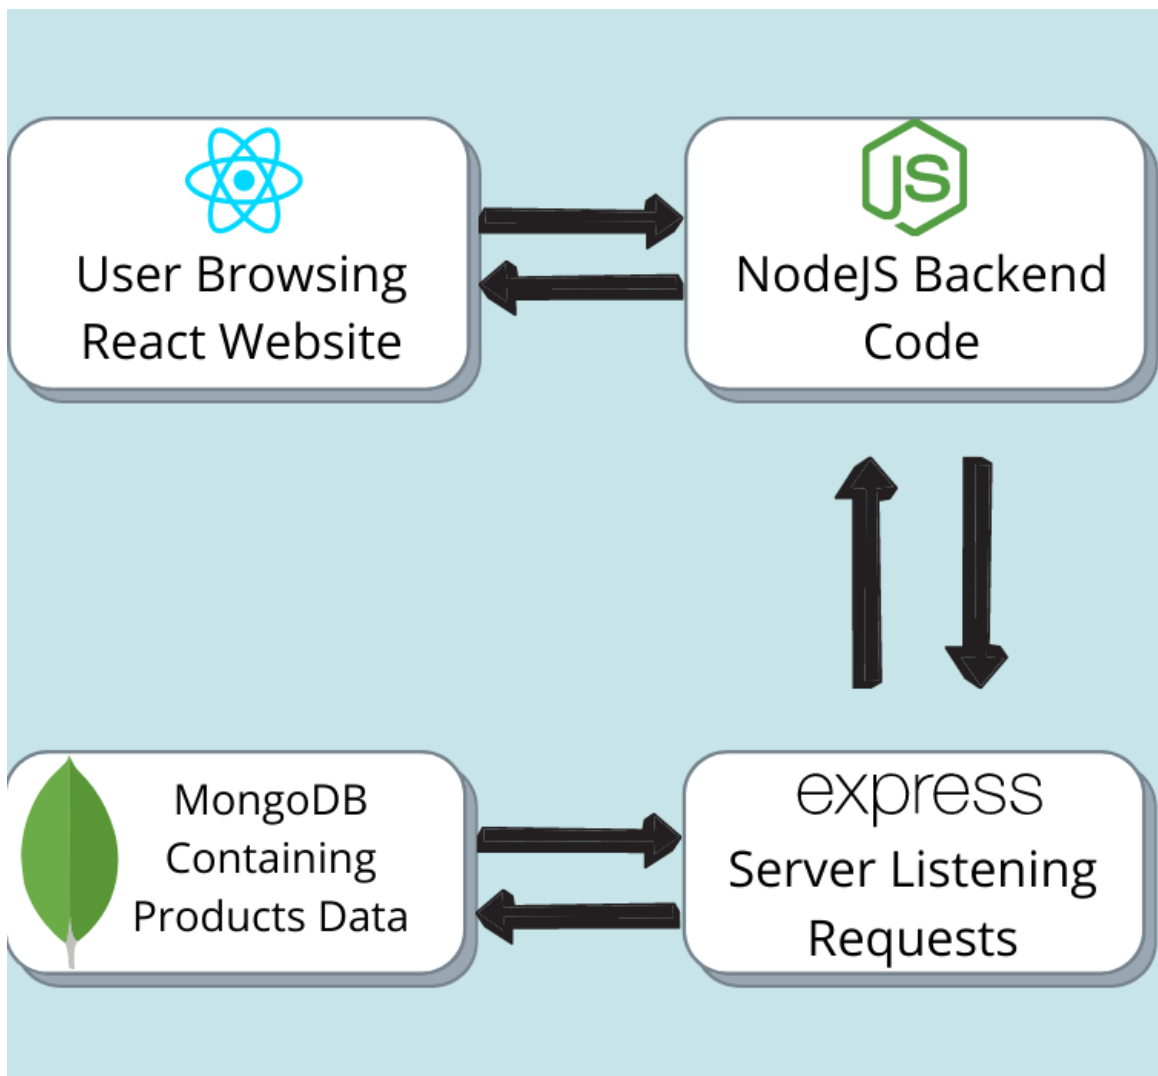 User Browsing
React Website
JS
NodeJS Backend
Code
MongoDB
Containing
Products Data
express
Server Listening
Requests